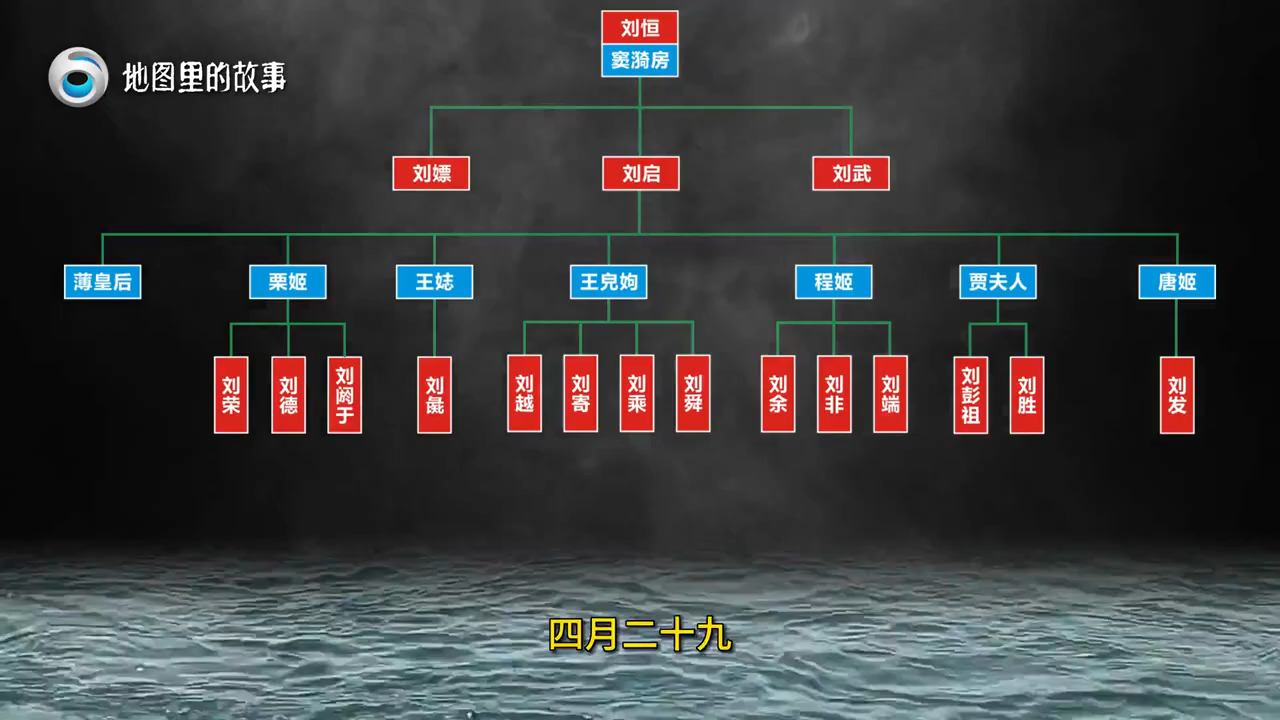 刘恒
窦漪房
地图里的故事
刘嫖
刘启
刘武
薄皇后
栗姬
王娡
王皃姁
程姬
贾夫人
唐姬
刘荣
刘德
刘阏于
刘彘
刘越
刘寄
刘乘
刘舜
刘余
刘非
刘端
刘彭祖
刘胜
刘发
四月二十九